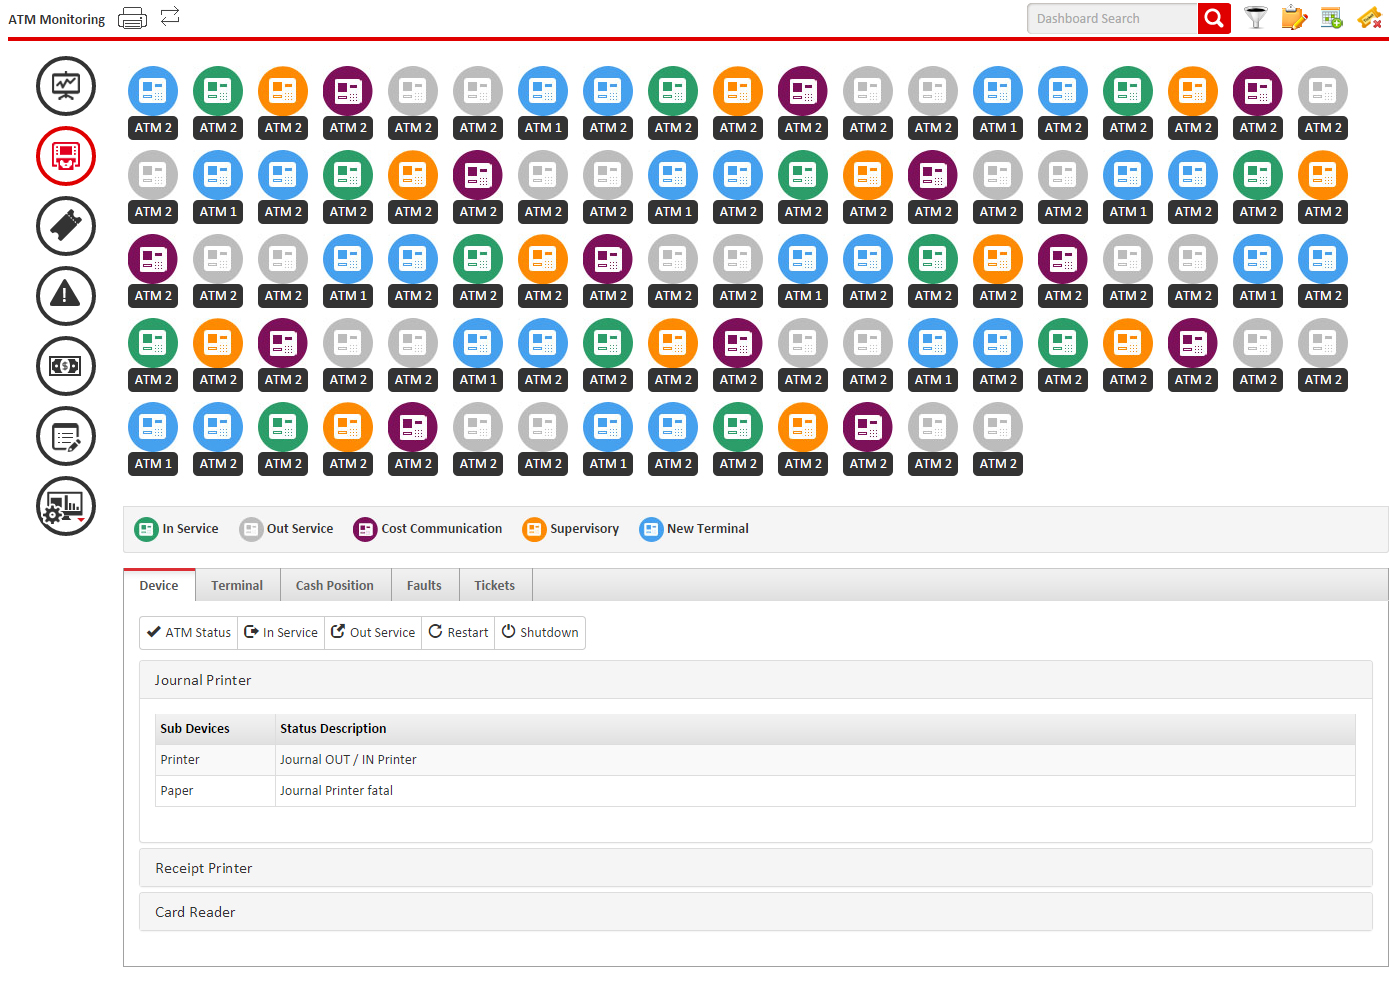 ATM Monitoring
Dashboard Search
ATM 2 ATM 2 ATM 2 ATM 2 ATM 2 ATM 2 ATM 1 ATM 2 ATM 2 ATM 2 ATM 2 ATM 2 ATM 2 ATM 1 ATM 2 ATM 2 ATM 2 ATM 2 ATM 2
ATM 2 ATM 1 ATM 2 ATM 2 ATM 2 ATM 2 ATM 2 ATM 2 ATM 1 ATM 2 ATM 2 ATM 2 ATM 2 ATM 2 ATM 2 ATM 1 ATM 2 ATM 2 ATM 2
ATM 2 ATM 2 ATM 2 ATM 1 ATM 2 ATM 2 ATM 2 ATM 2 ATM 2 ATM 2 ATM 1 ATM 2 ATM 2 ATM 2 ATM 2 ATM 2 ATM 2 ATM 1 ATM 2
ATM 2 ATM 2 ATM 2 ATM 2 ATM 2 ATM 1 ATM 2 ATM 2 ATM 2 ATM 2 ATM 2 ATM 2 ATM 1 ATM 2 ATM 2 ATM 2 ATM 2 ATM 2 ATM 2
ATM 1 ATM 2 ATM 2 ATM 2 ATM 2 ATM 2 ATM 2 ATM 1 ATM 2 ATM 2 ATM 2 ATM 2 ATM 2 ATM 2
In Service Out Service Cost Communication Supervisory New Terminal
Device Terminal Cash Position Faults Tickets
ATM Status In Service Out Service Restart Shutdown
Journal Printer
Sub Devices Status Description
Printer Journal OUT / IN Printer
Paper Journal Printer fatal
Receipt Printer
Card Reader